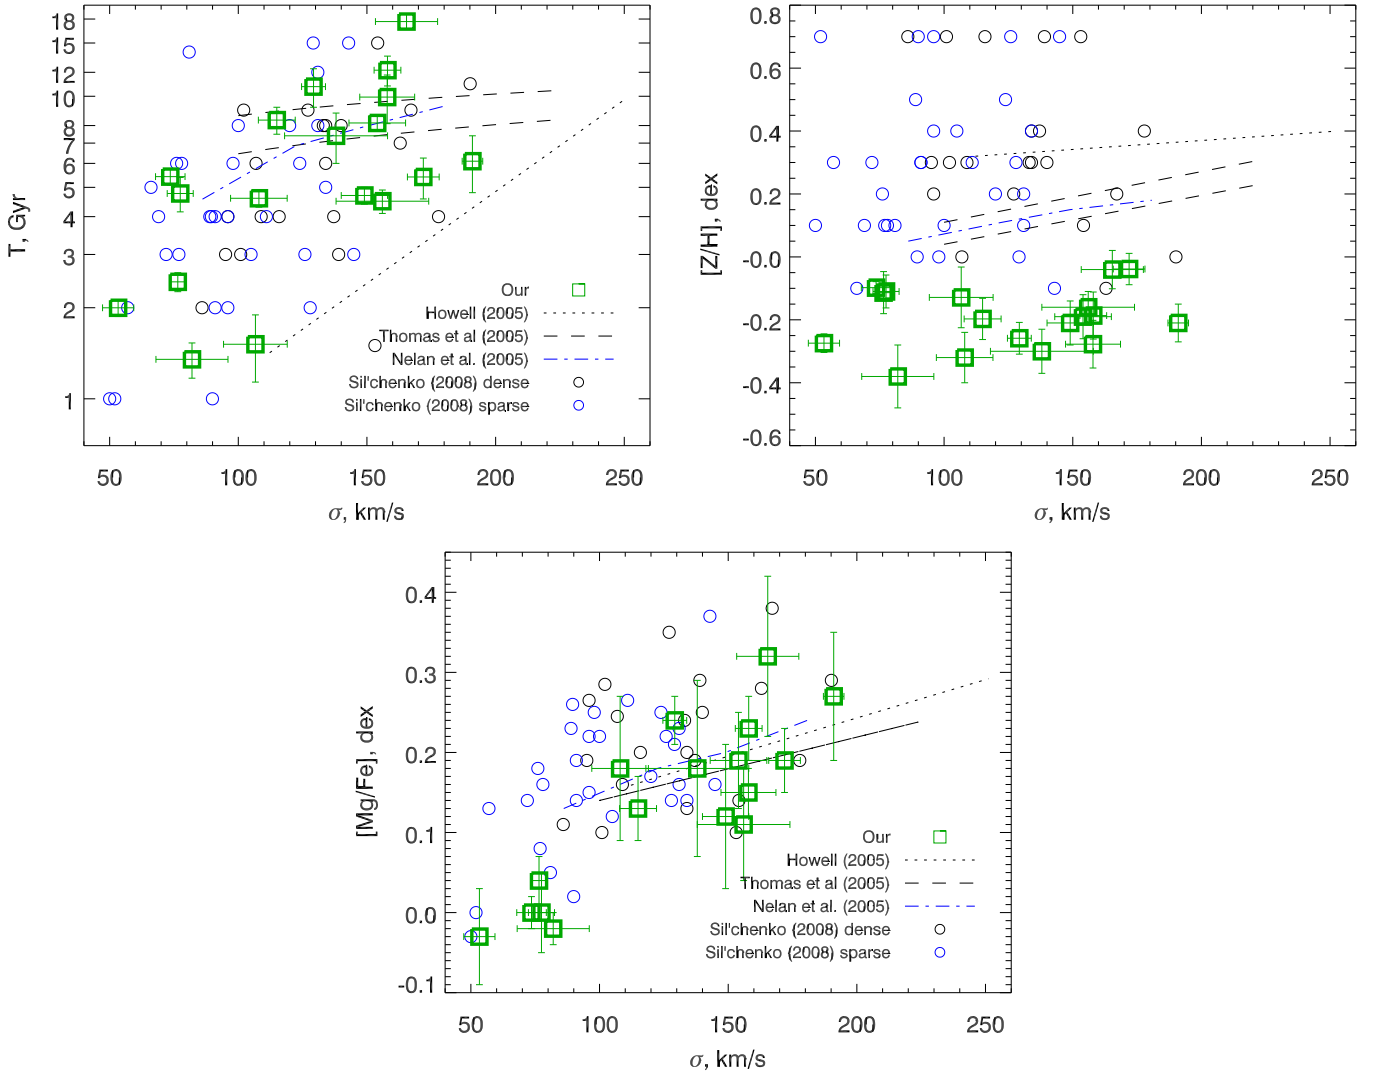 18
15
12
10
8
7
6
5
4
3
2
1
T, Gyr
50
100
150
200
σ, km/s
Our
Howell (2005)
Thomas et al (2005)
Nelan et al. (2005)
Sil'chenko (2008) dense
Sil'chenko (2008) sparse
0.8
0.6
0.4
0.2
-0.0
-0.2
-0.4
-0.6
[Z/H], dex
50
100
150
200
250
σ, km/s
0.4
0.3
0.2
0.1
0.0
-0.1
[Mg/Fe], dex
50
100
150
200
250
σ, km/s
Our
Howell (2005)
Thomas et al (2005)
Nelan et al. (2005)
Sil'chenko (2008) dense
Sil'chenko (2008) sparse